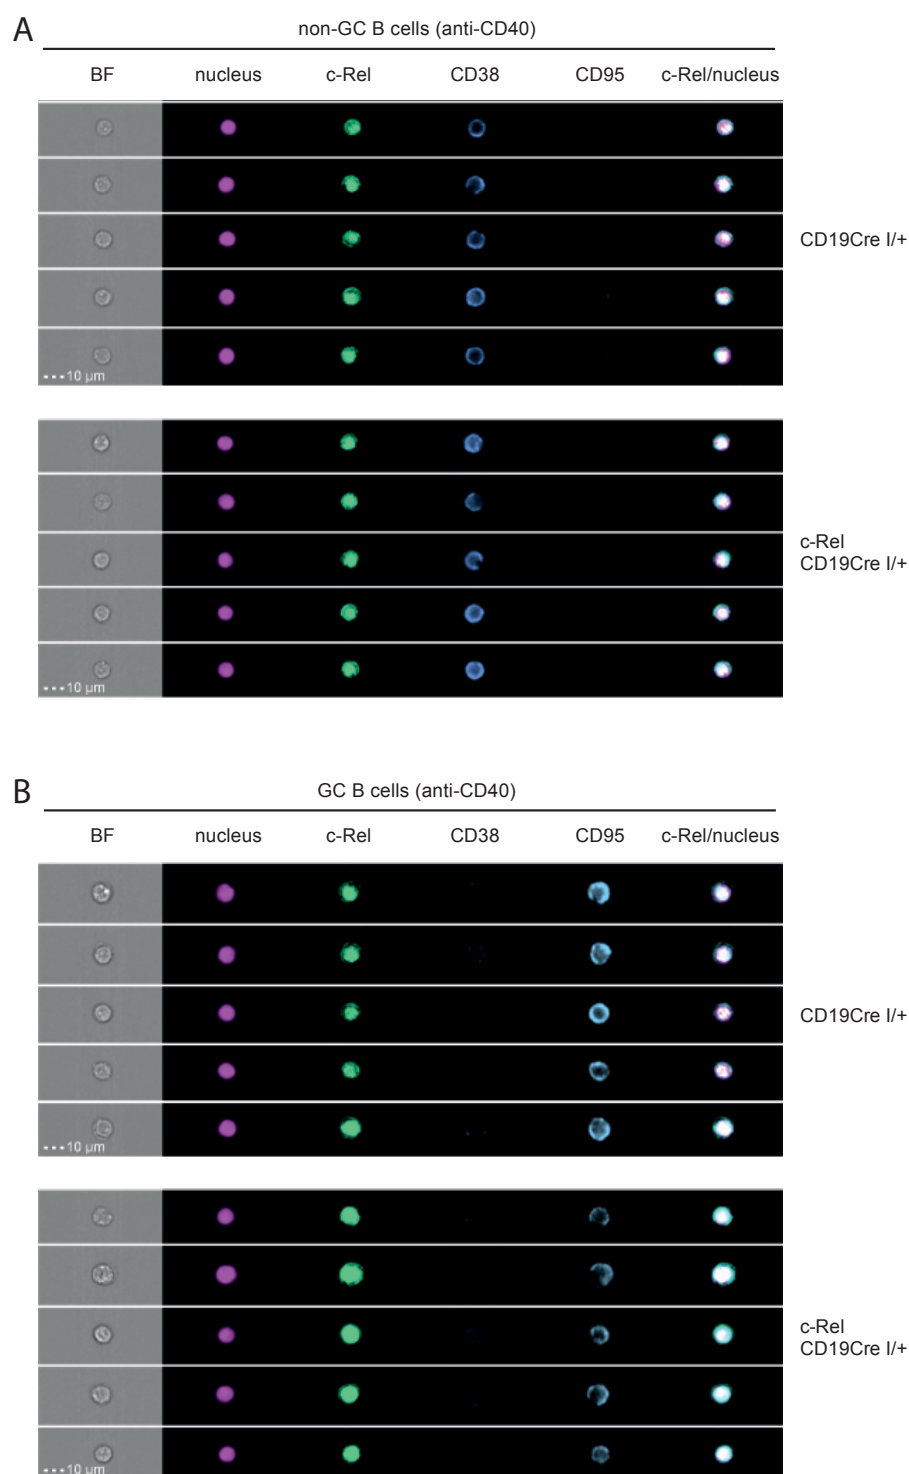 A
non-GC B cells (anti-CD40)
BF nucleus c-Rel CD38 CD95 c-Rel/nucleus
CD19Cre I/+
10 µm
c-Rel
CD19Cre I/+
10 µm
B
GC B cells (anti-CD40)
BF nucleus c-Rel CD38 CD95 c-Rel/nucleus
CD19Cre I/+
10 µm
c-Rel
CD19Cre I/+
10 µm